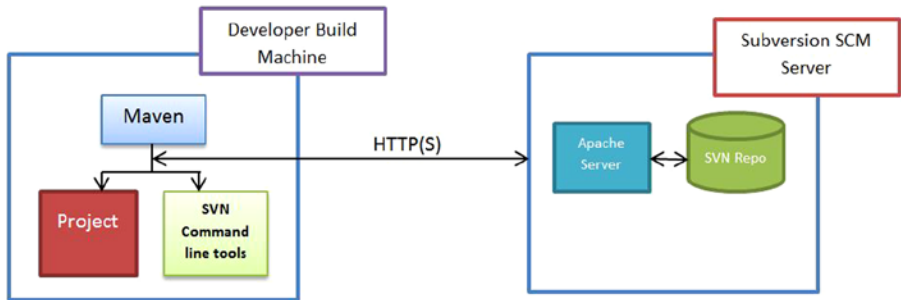 Developer Build
Machine
Subversion SCM
Server
Maven
HTTP(S)
Apache
Server
SVN Repo
Project
SVN
Command
line tools